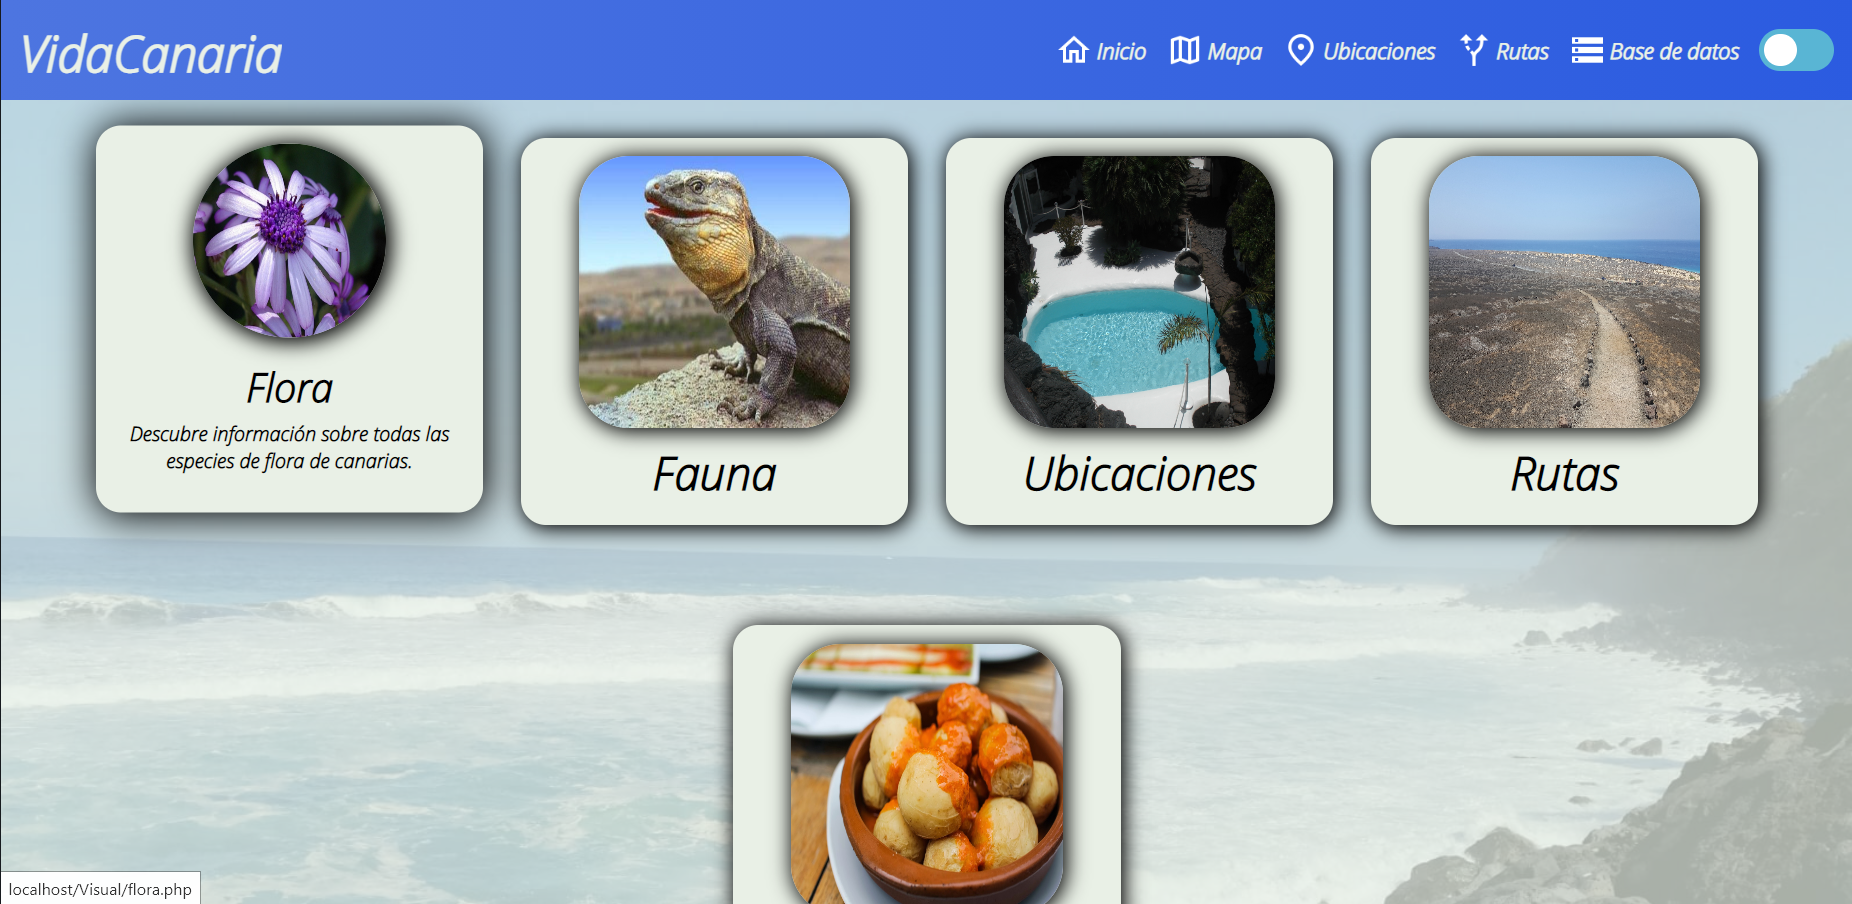 VidaCanaria
Inicio
Mapa
Ubicaciones
Rutas
Base de datos
Flora
Descubre información sobre todas las
especies de flora de canarias.
Fauna
Ubicaciones
Rutas
localhost/Visual/flora.php